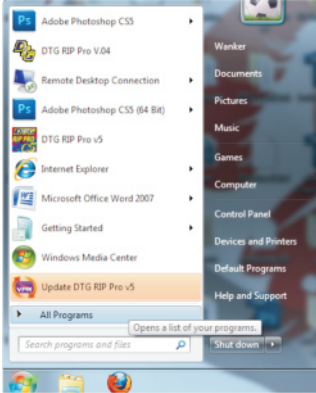 Ps Adobe Photoshop CS5
DTG RIP Pro V.04
Remote Desktop Connection
Ps Adobe Photoshop CS5 (64 Bit)
DTG RIP Pro v5
Internet Explorer
Microsoft Office Word 2007
Getting Started
Windows Media Center
VPN Update DTG RIP Pro v5
All Programs
Opens a list of your programs.
Search programs and files
Wanker
Documents
Pictures
Music
Games
Computer
Control Panel
Devices and Printers
Default Programs
Help and Support
Shut down